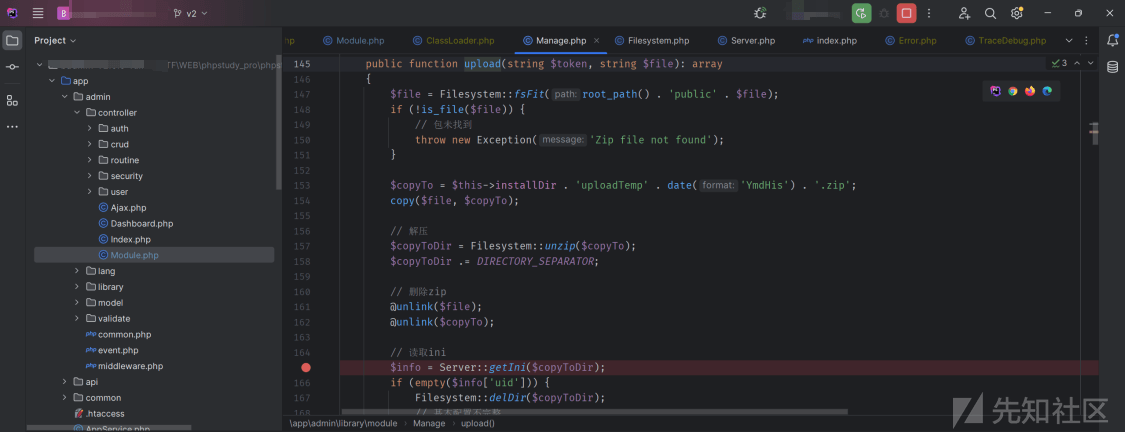 B
v2
Project
php
Module.php
ClassLoader.php
Manage.php
Filesystem.php
Server.php
index.php
Error.php
TraceDebug.php
TF\WEB\phpstudy_pro\phps
app
admin
controller
auth
crud
routine
security
user
Ajax.php
Dashboard.php
Index.php
Module.php
lang
library
model
validate
common.php
event.php
middleware.php
api
common
.htaccess
AppService.php
145 public function upload(string $token, string $file): array
3
146 {
147 $file = Filesystem::fsFit( path: root_path() . 'public' . $file);
148 if (!is_file($file)) {
149 // 包未找到
150 throw new Exception( message: 'Zip file not found');
151 }
152
153 $copyTo = $this->installDir . 'uploadTemp' . date( format: 'YmdHis') . '.zip';
154 copy($file, $copyTo);
155
156 // 解压
157 $copyToDir = Filesystem::unzip($copyTo);
158 $copyToDir .= DIRECTORY_SEPARATOR;
159
160 // 删除zip
161 @unlink($file);
162 @unlink($copyTo);
163
164 // 读取ini
$info = Server::getIni($copyToDir);
166 if (empty($info['uid'])) {
167 Filesystem::delDir($copyToDir);
168 // 基本配置不完整
\app\admin\library\module › Manage › upload()
先知社区